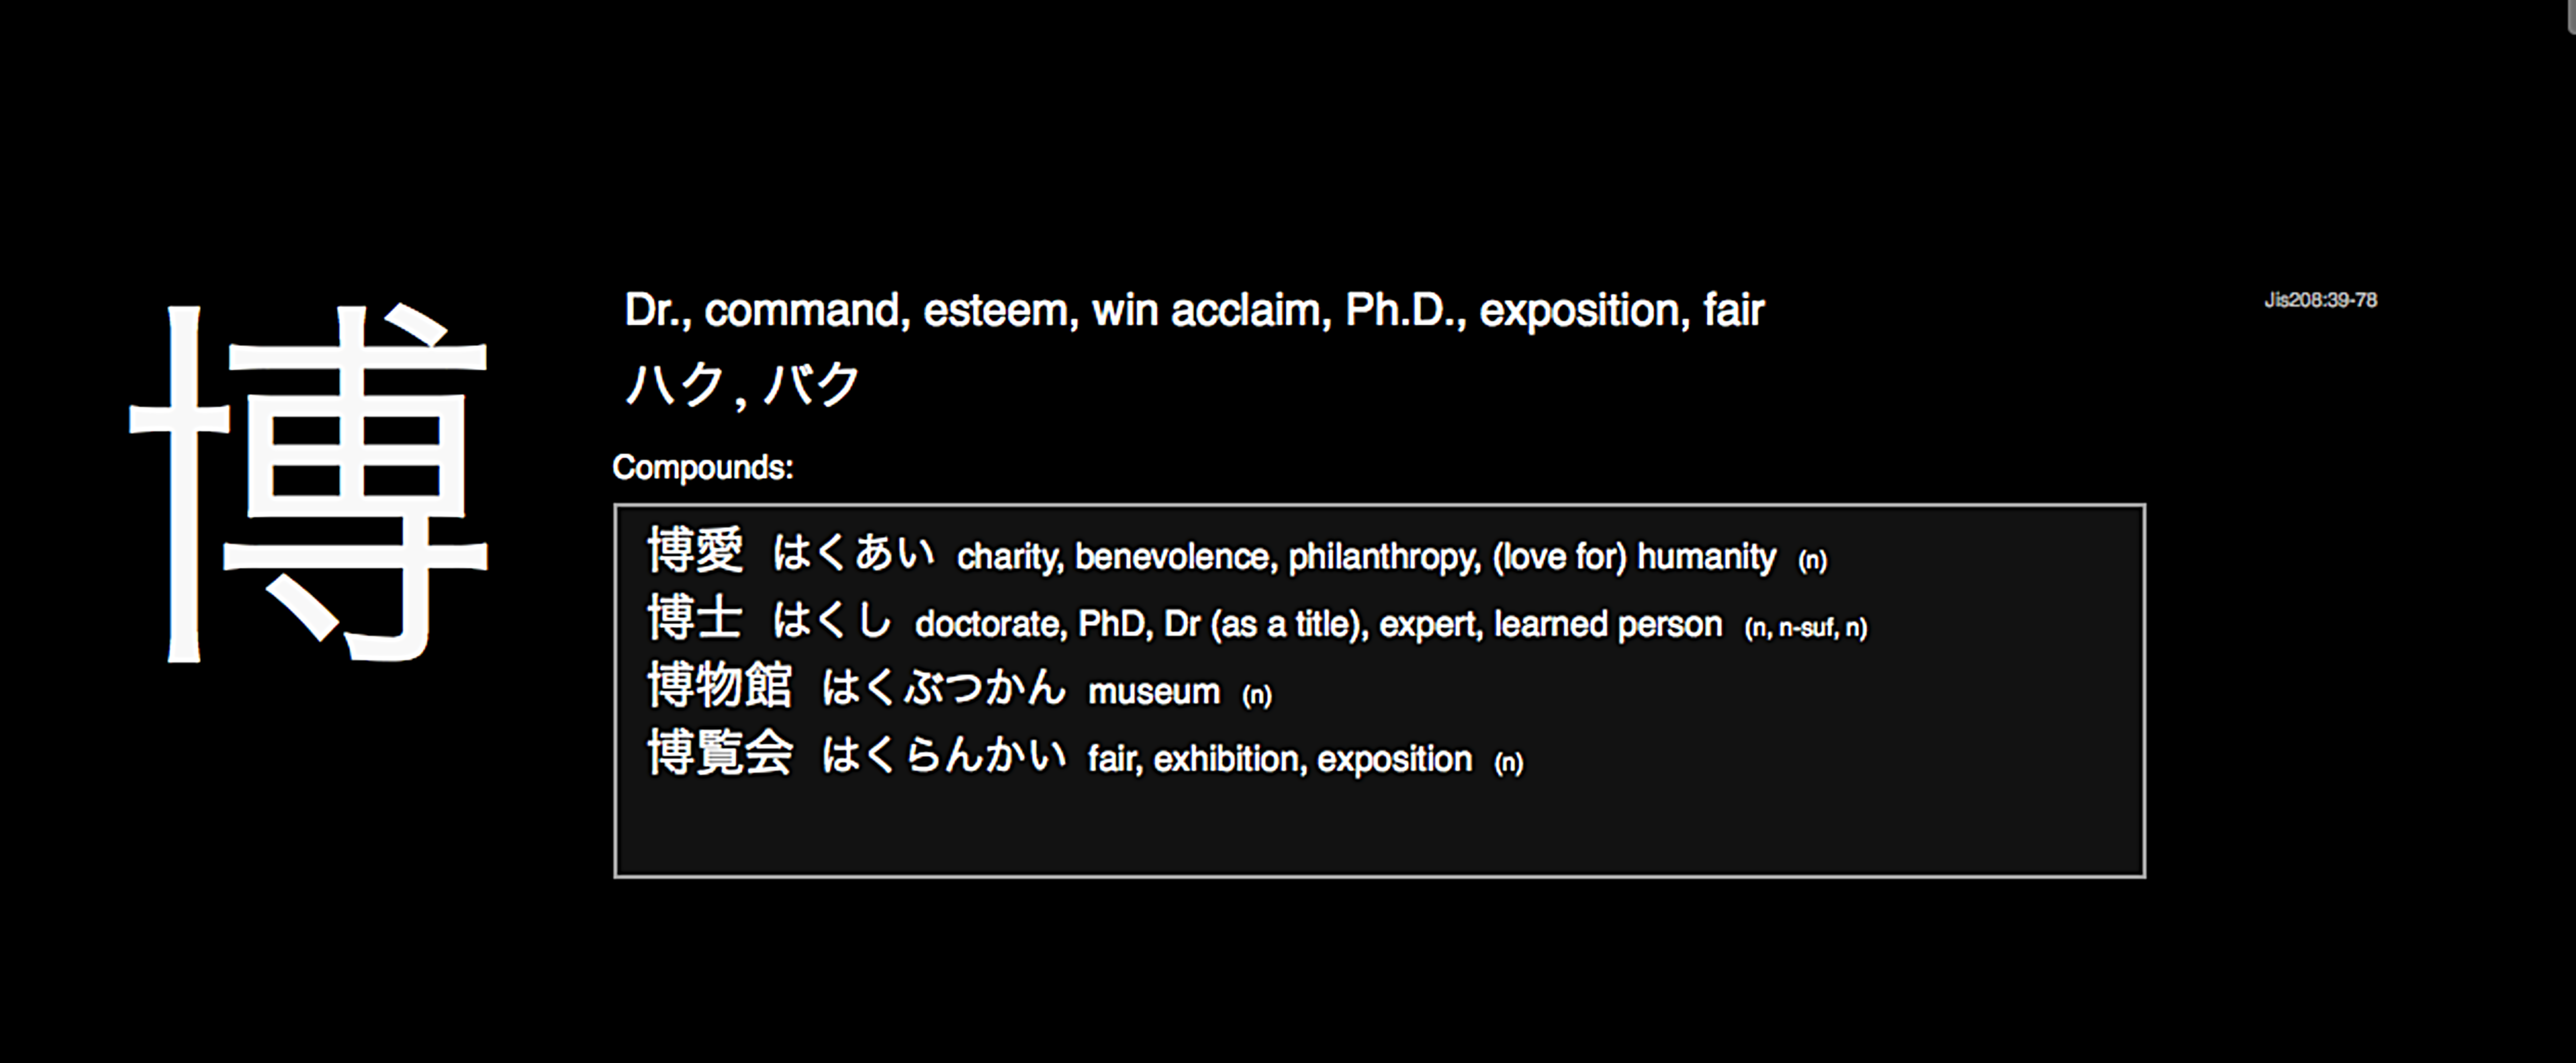 博
Dr., command, esteem, win acclaim, Ph.D., exposition, fair
Jis208:39-78
ハク, バク
Compounds:
博愛 はくあい charity, benevolence, philanthropy, (love for) humanity (n)
博士 はくし doctorate, PhD, Dr (as a title), expert, learned person (n, n-suf, n)
博物館 はくぶつかん museum (n)
博覧会 はくらんかい fair, exhibition, exposition (n)